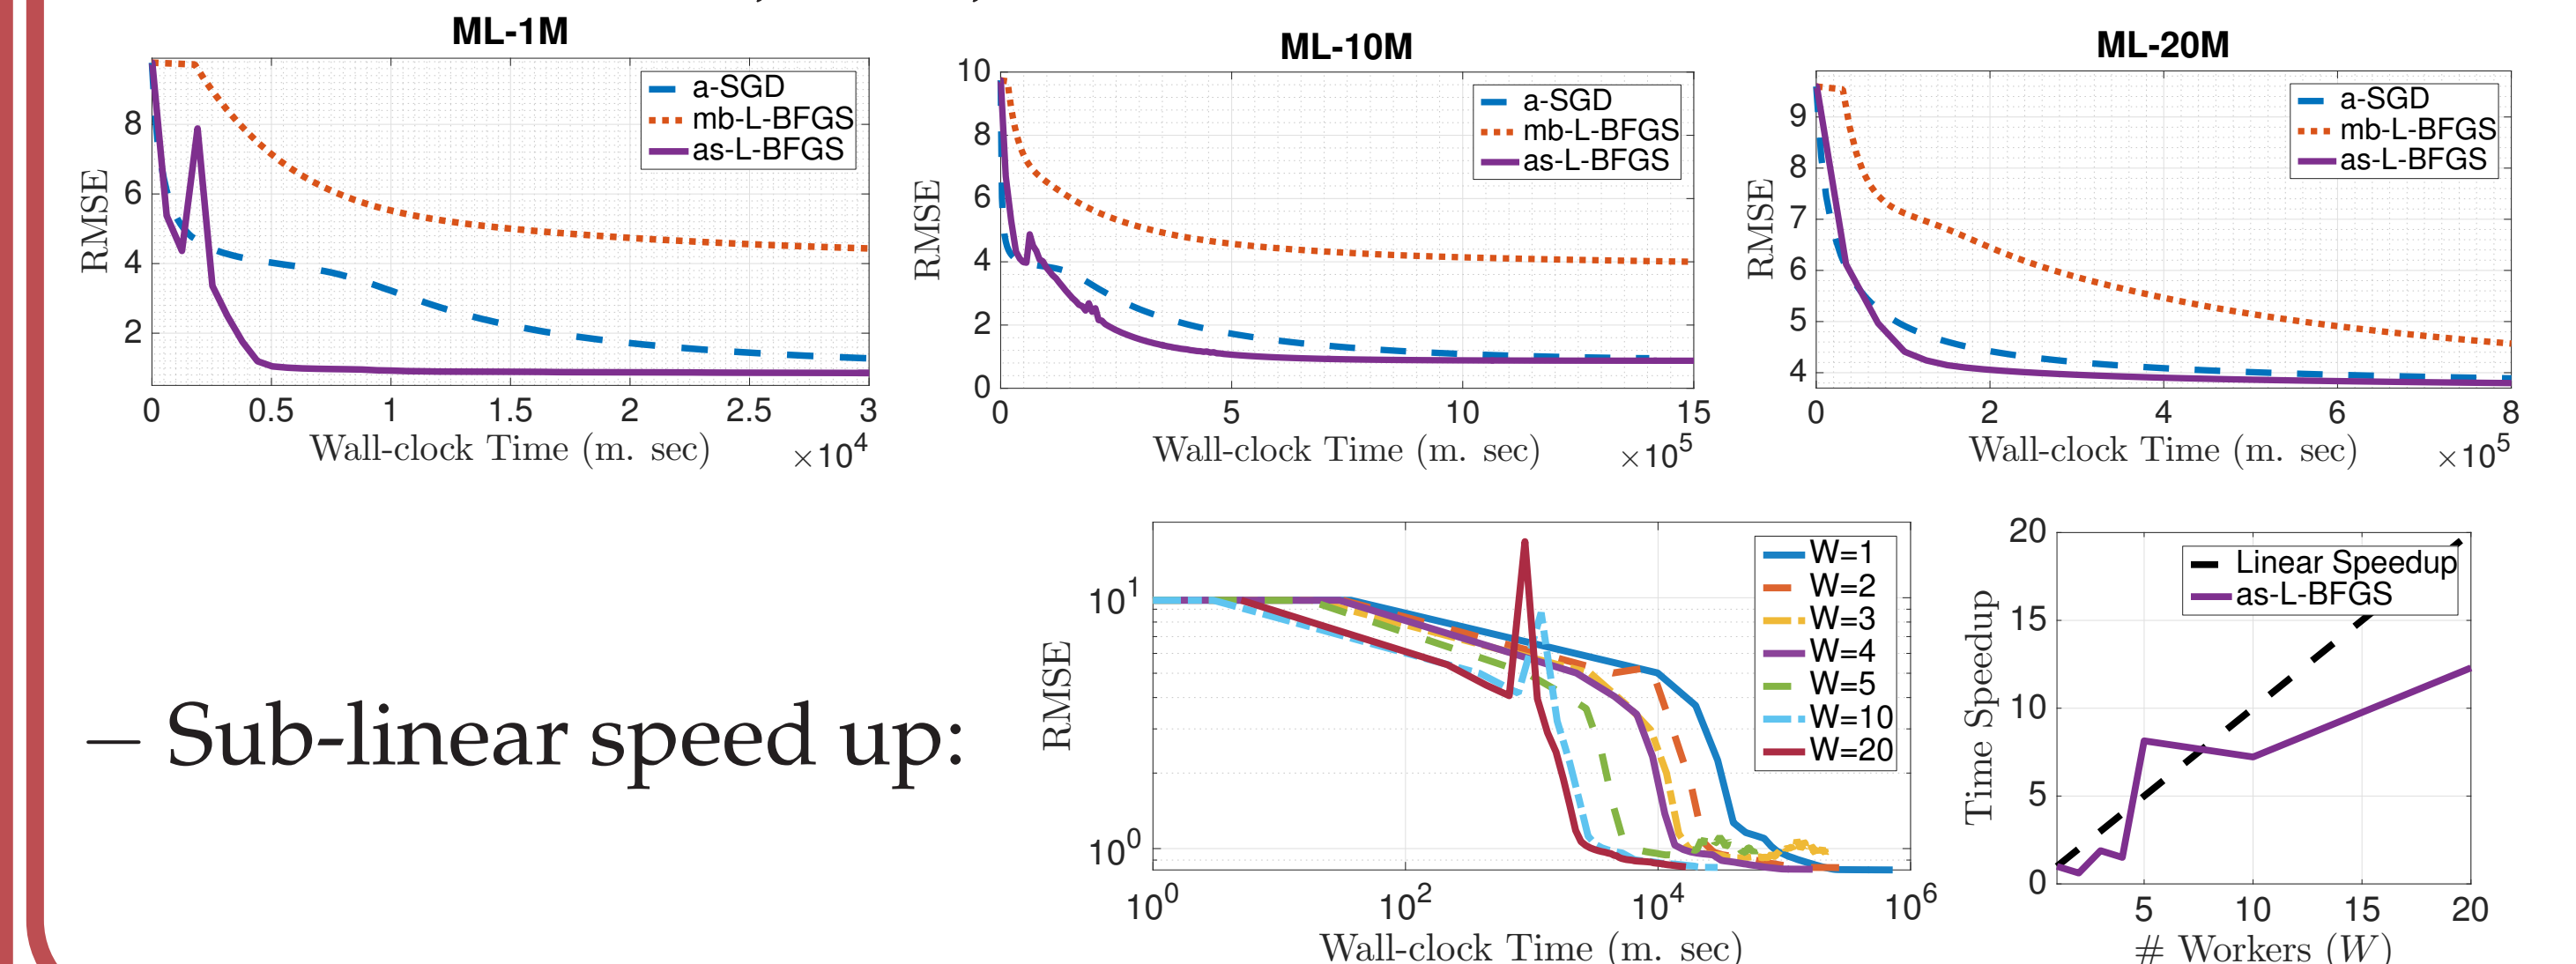 ML-1M
8
6
4
2
RMSE
a-SGD
mb-L-BFGS
as-L-BFGS
0 0.5 1 1.5 2 2.5 3
Wall-clock Time (m. sec)
×10^4
ML-10M
10
8
6
4
2
0
RMSE
a-SGD
mb-L-BFGS
as-L-BFGS
0 5 10 15
Wall-clock Time (m. sec)
×10^5
ML-20M
9
8
7
6
5
4
RMSE
a-SGD
mb-L-BFGS
as-L-BFGS
0 2 4 6 8
Wall-clock Time (m. sec)
×10^5
– Sub-linear speed up:
10^1
10^0
RMSE
W=1
W=2
W=3
W=4
W=5
W=10
W=20
10^0 10^2 10^4 10^6
Wall-clock Time (m. sec)
20
15
10
5
0
Time Speedup
Linear Speedup
as-L-BFGS
5 10 15 20
# Workers (W)